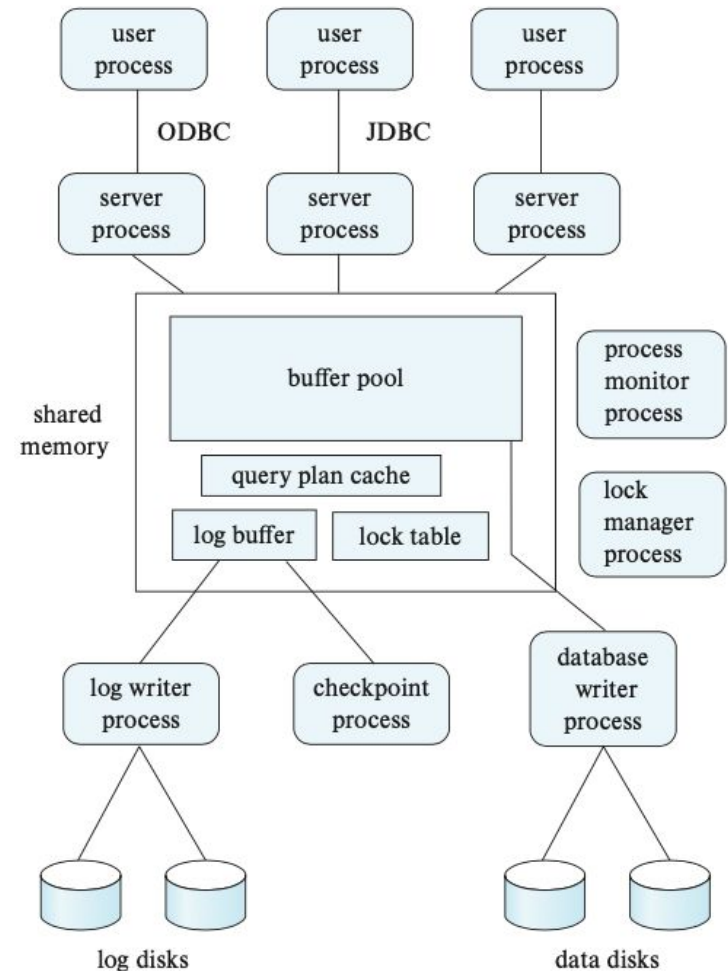 user
process
user
process
user
process
ODBC
JDBC
server
process
server
process
server
process
shared
memory
buffer pool
query plan cache
log buffer
lock table
process
monitor
process
lock
manager
process
log writer
process
checkpoint
process
database
writer
process
log disks
data disks